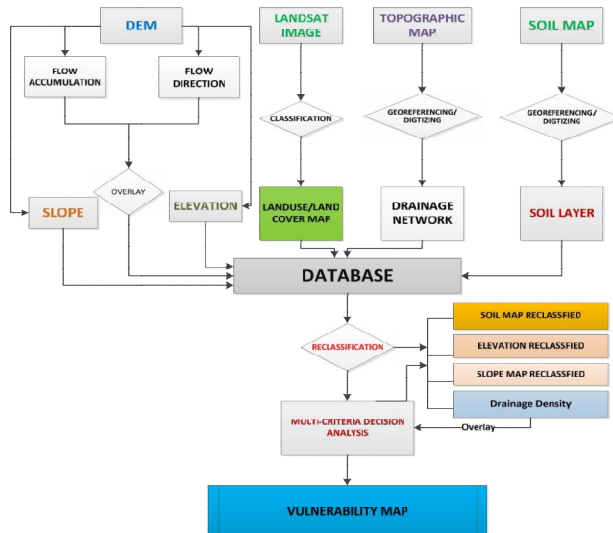 DEM
LANDSAT
IMAGE
TOPOGRAPHIC
MAP
SOIL MAP
FLOW
ACCUMULATION
FLOW
DIRECTION
CLASSIFICATION
GEOREFERENCING/
DIGTIZING
GEOREFERENCING/
DIGTIZING
OVERLAY
SLOPE
ELEVATION
LANDUSE/LAND
COVER MAP
DRAINAGE
NETWORK
SOIL LAYER
DATABASE
RECLASSIFICATION
SOIL MAP RECLASSFIED
ELEVATION RECLASSIFIED
SLOPE MAP RECLASSIFIED
Drainage Density
MULTI-CRITERIA DECISION
ANALYSIS
Overlay
VULNERABILITY MAP